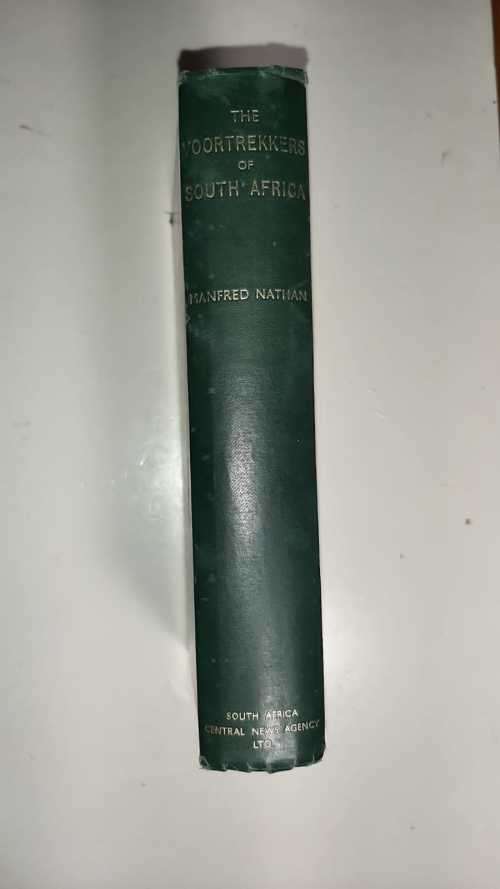 THE
VOORTREKKERS
OF
SOUTH AFRICA
MANFRED NATHAN
SOUTH AFRICA
CENTRAL NEWS AGENCY
LTD.